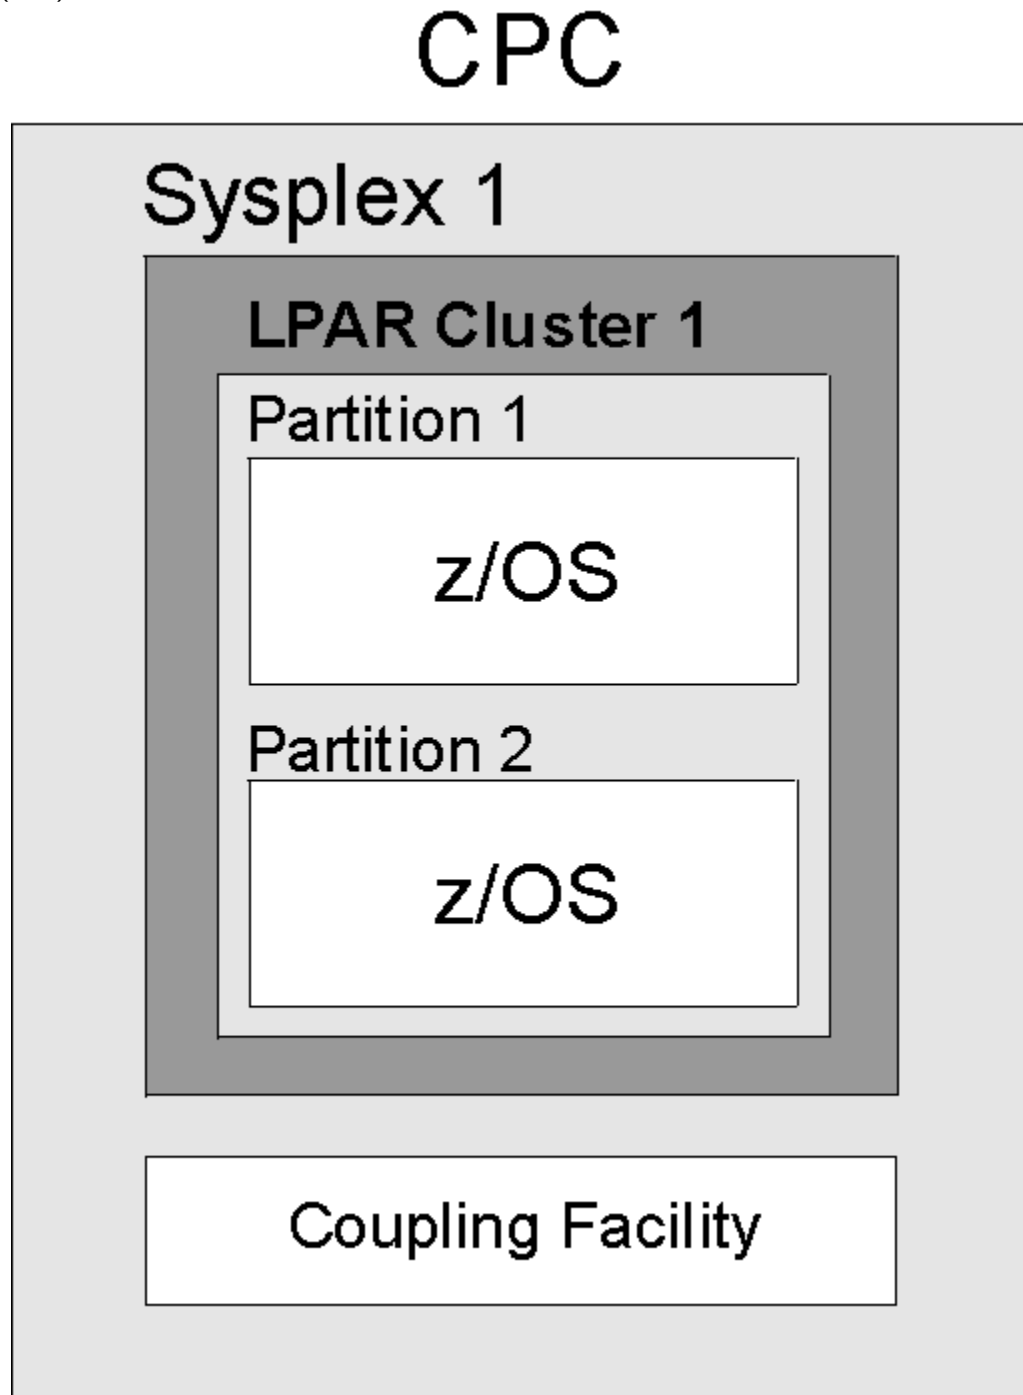 CPC
Sysplex 1
LPAR Cluster 1
Partition 1
z/OS
Partition 2
z/OS
Coupling Facility